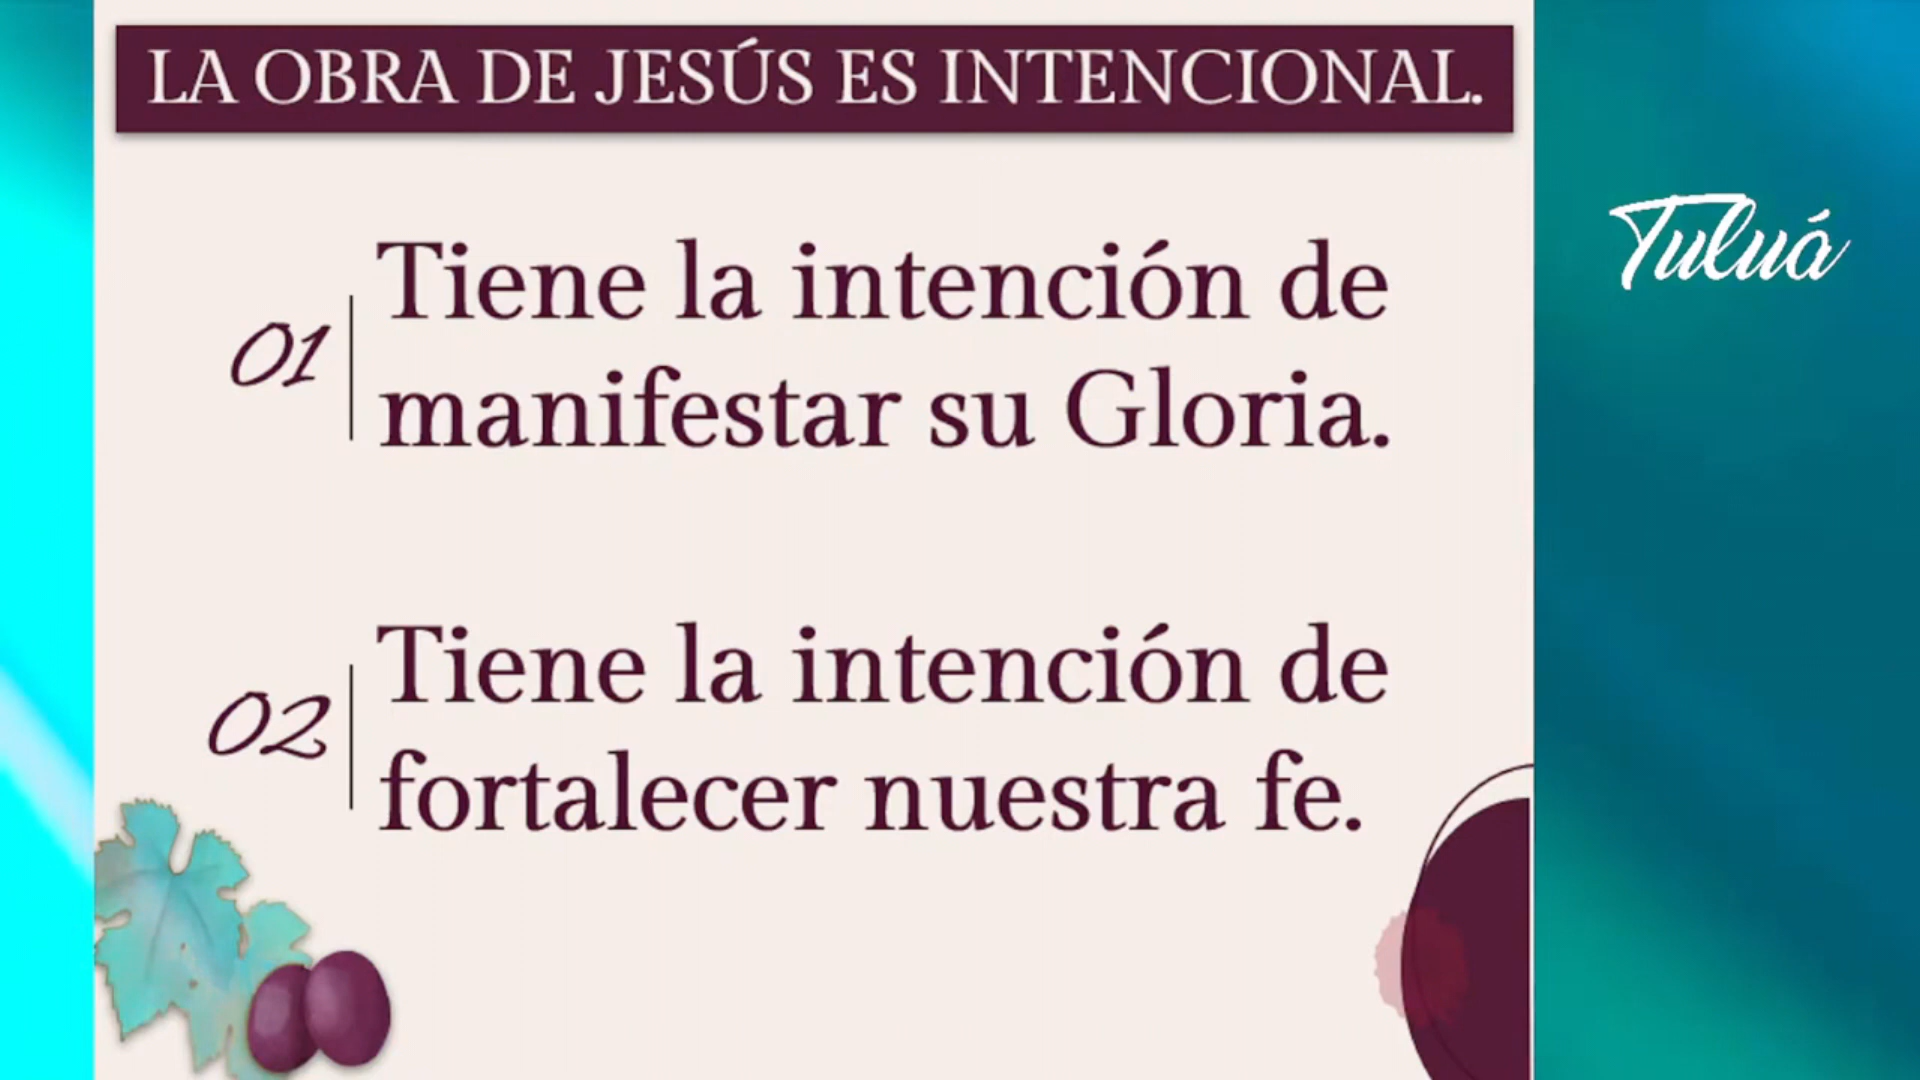 LA OBRA DE JESÚS ES INTENCIONAL.
01
Tiene la intención de
manifestar su Gloria.
02
Tiene la intención de
fortalecer nuestra fe.
Tuluá